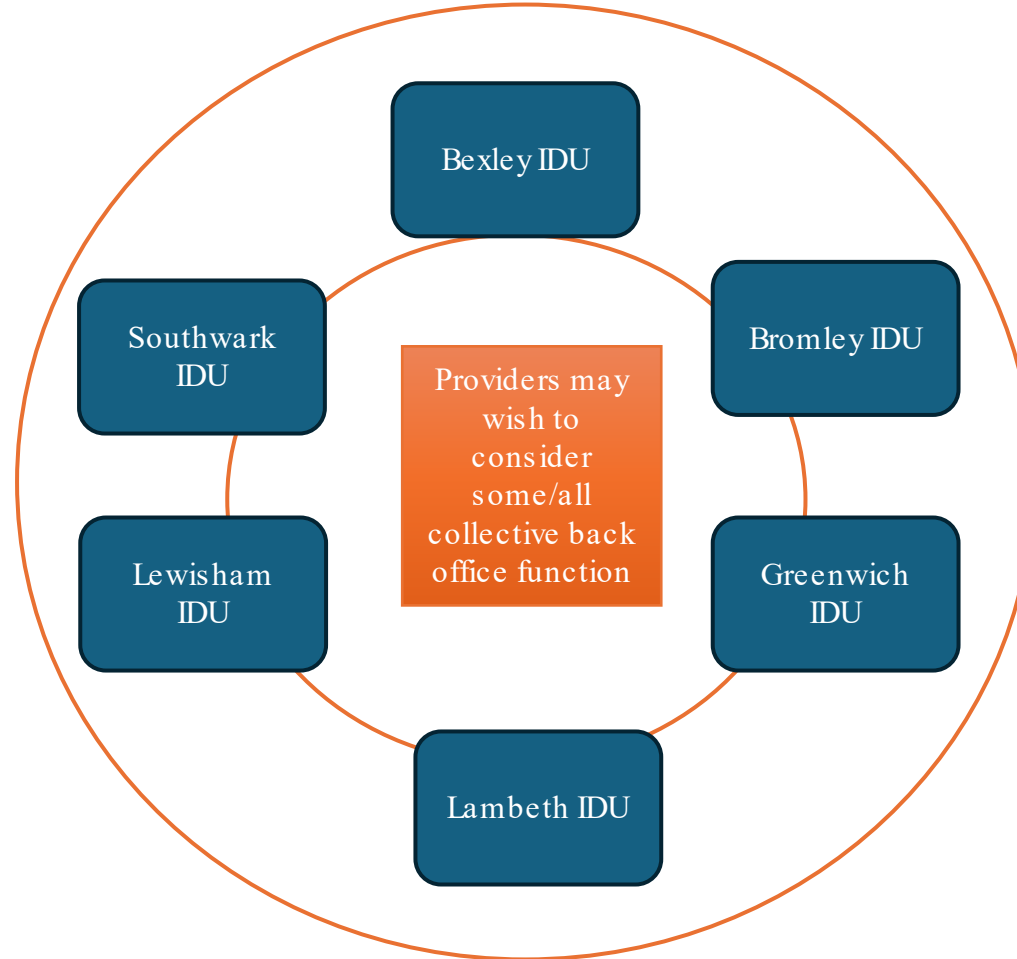 Bexley IDU
Bromley IDU
Southwark
IDU
Providers may
wish to
consider
some/all
collective back
office function
Lewisham
IDU
Greenwich
IDU
Lambeth IDU